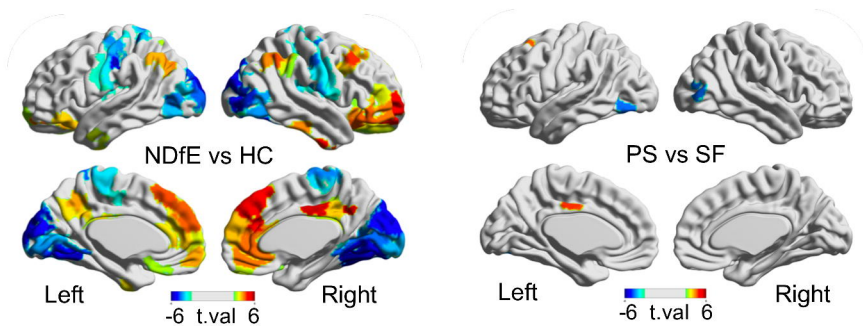 NDfE vs HC
PS vs SF
Left
Right
-6 t.val 6
Left
Right
-6 t.val 6